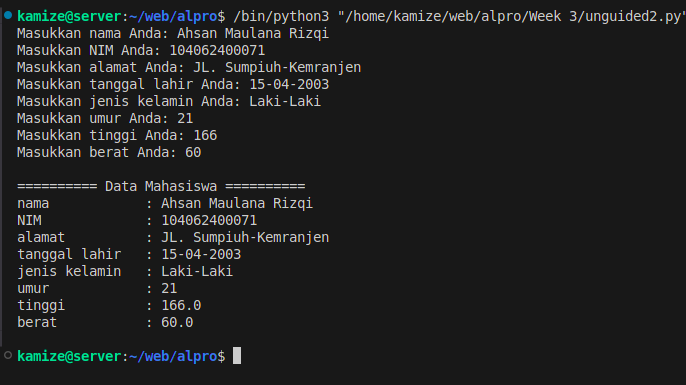 kamize@server:~/web/alpro$ /bin/python3 "/home/kamize/web/alpro/Week 3/unguided2.py"
Masukkan nama Anda: Ahsan Maulana Rizqi
Masukkan NIM Anda: 104062400071
Masukkan alamat Anda: JL. Sumpiuh-Kemranjen
Masukkan tanggal lahir Anda: 15-04-2003
Masukkan jenis kelamin Anda: Laki-Laki
Masukkan umur Anda: 21
Masukkan tinggi Anda: 166
Masukkan berat Anda: 60
========== Data Mahasiswa ==========
nama : Ahsan Maulana Rizqi
NIM : 104062400071
alamat : JL. Sumpiuh-Kemranjen
tanggal lahir : 15-04-2003
jenis kelamin : Laki-Laki
umur : 21
tinggi : 166.0
berat : 60.0
kamize@server:~/web/alpro$